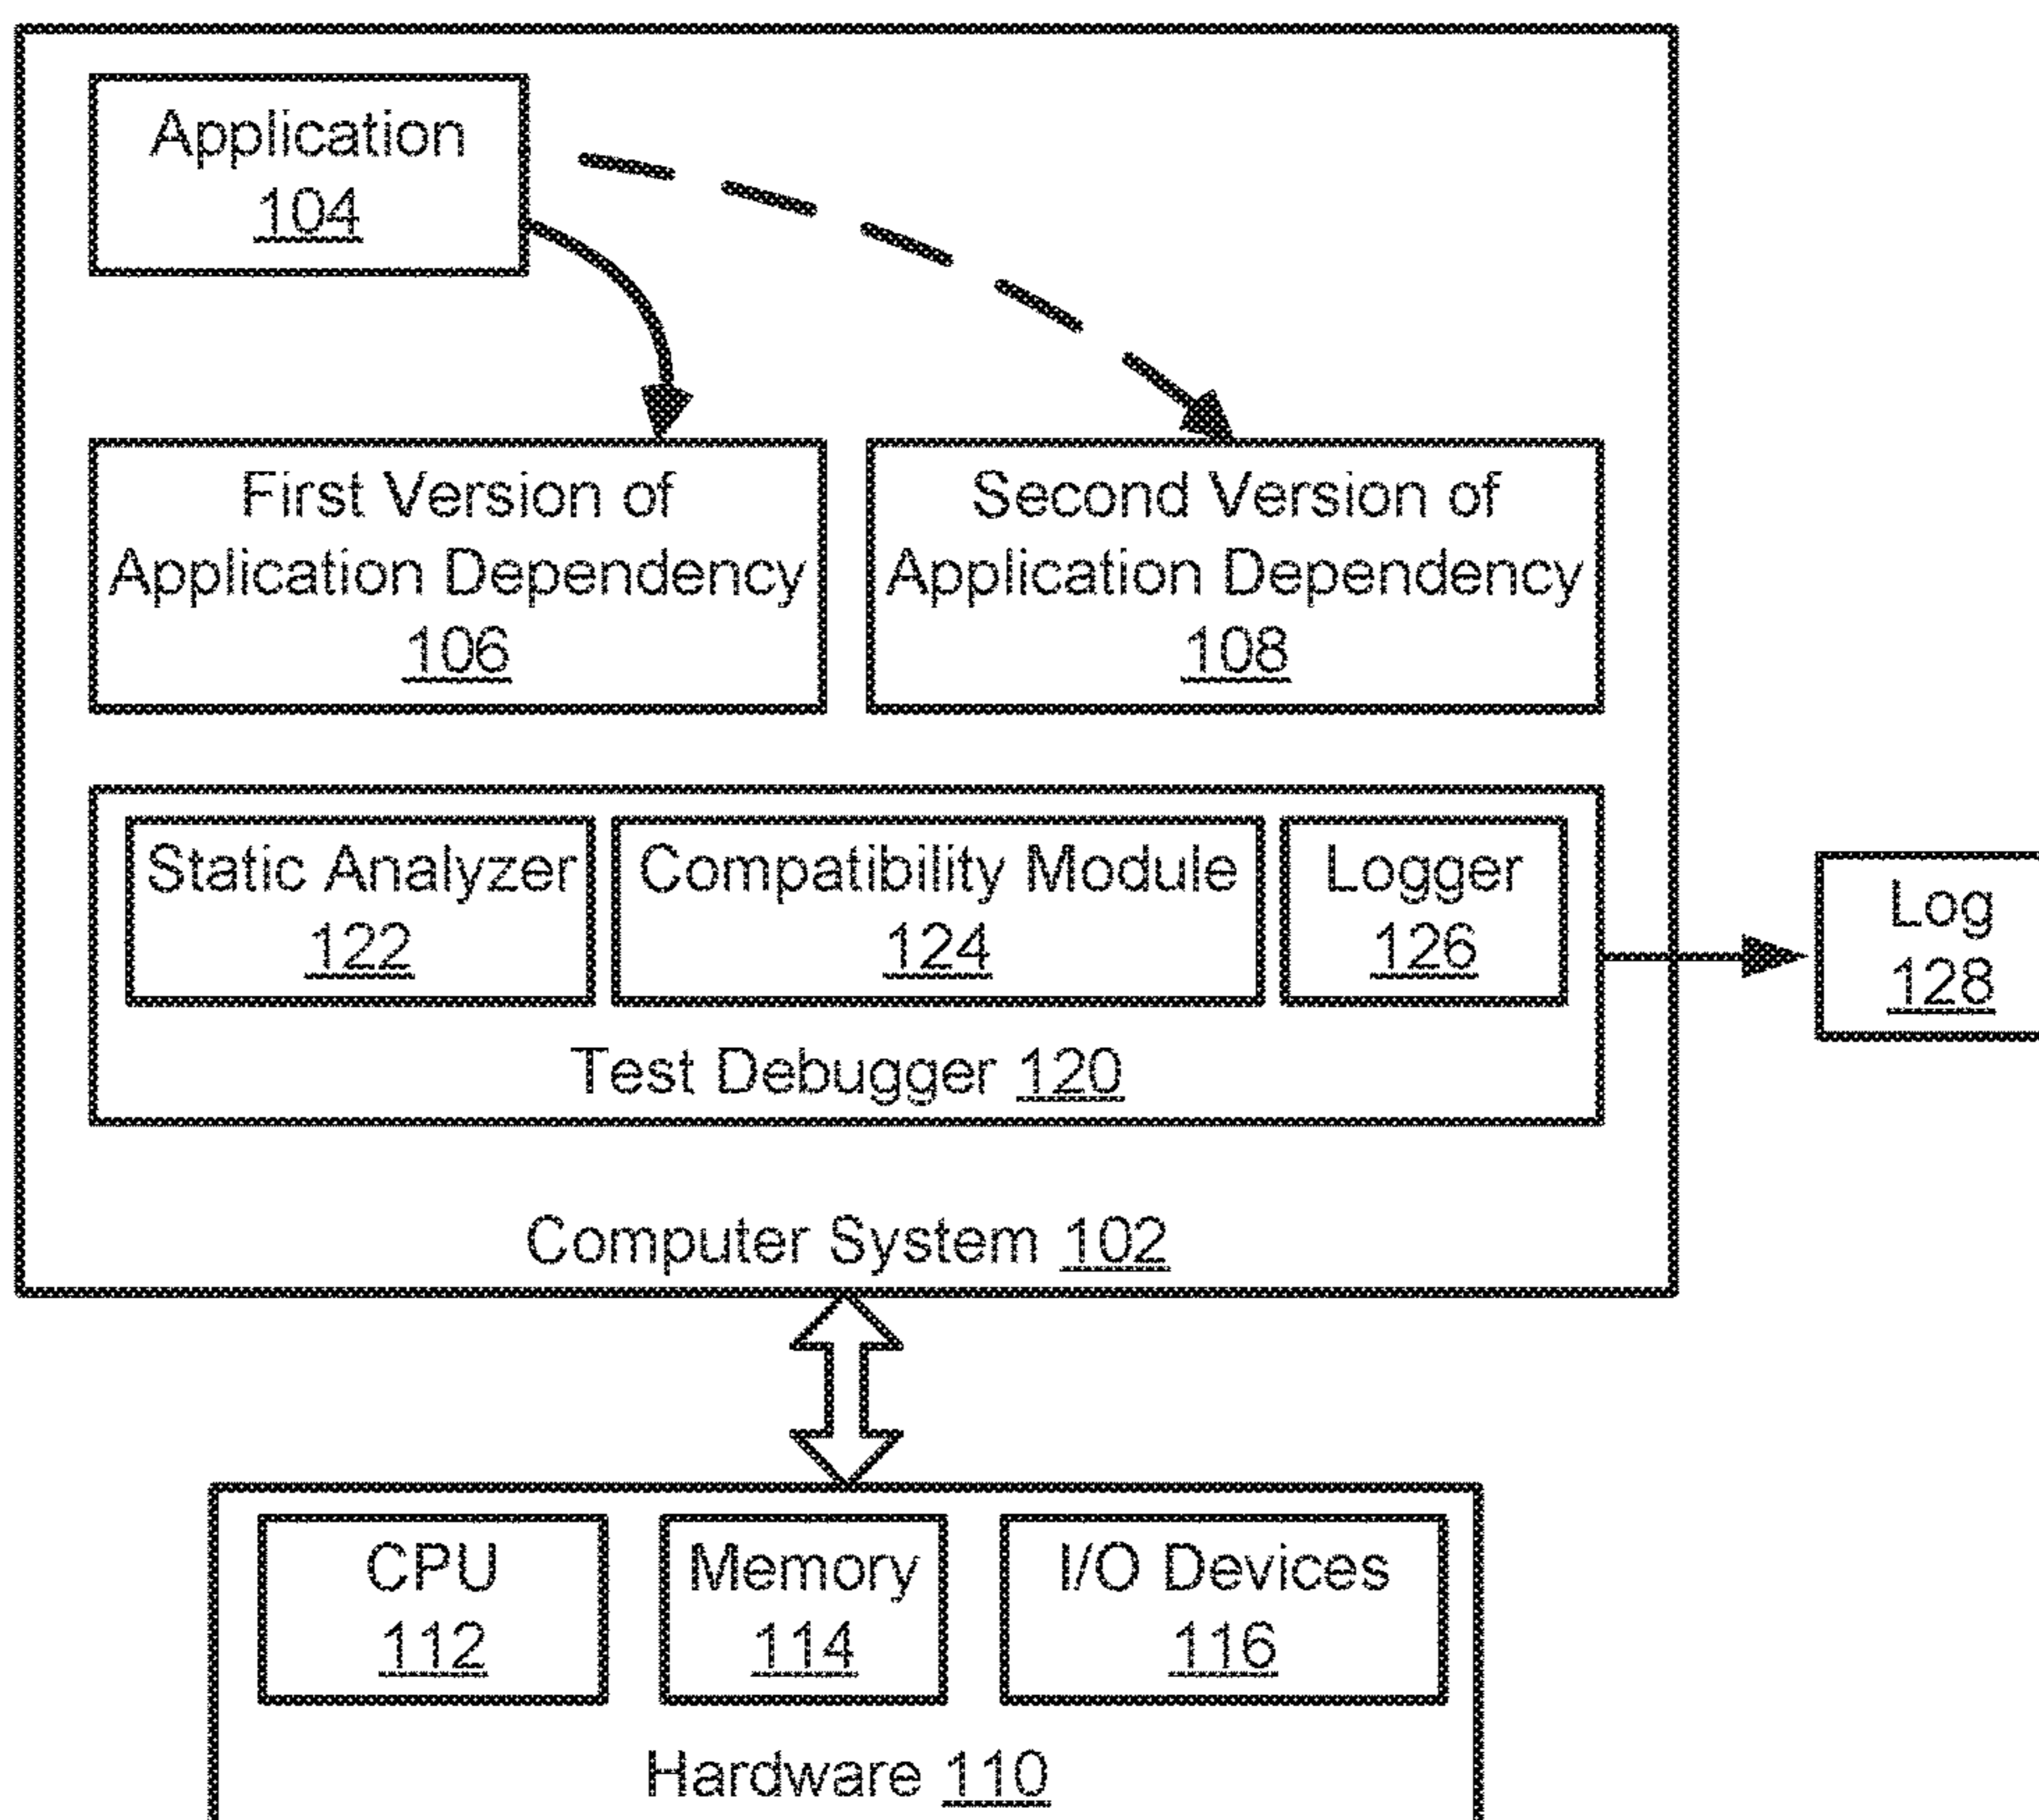 Application
104
First Version of
Application Dependency
106
Second Version of
Application Dependency
108
Static Analyzer
122
Compatibility Module
124
Logger
126
Test Debugger 120
Log
128
Computer System 102
CPU
112
Memory
114
I/O Devices
116
Hardware 110